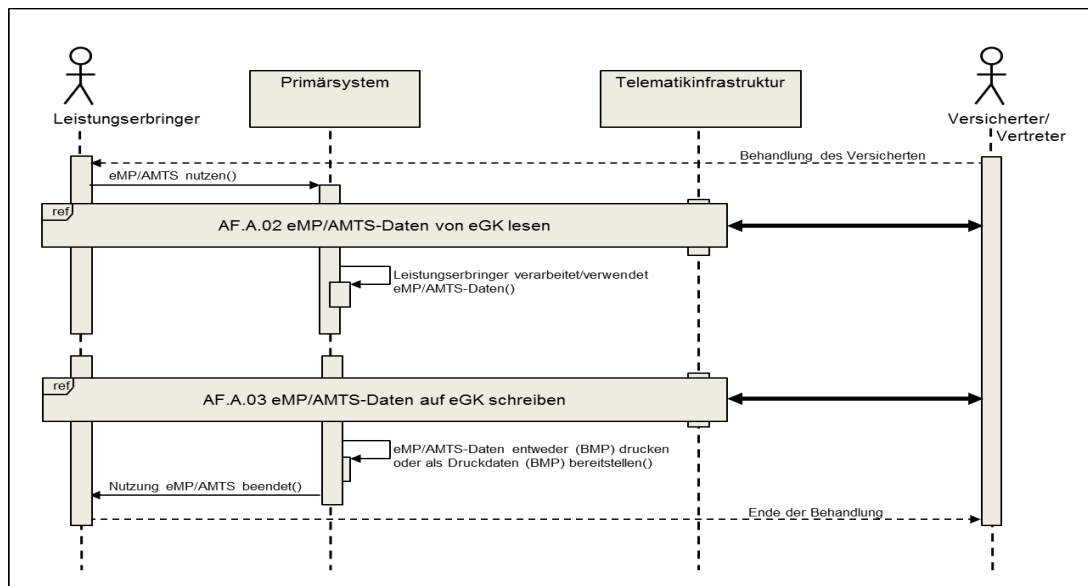 Primärsystem
Telematikinfrastruktur
Leistungserbringer
Versicherter/
Vertreter
Behandlung des Versicherten
eMP/AMTS nutzen()
ref
AF.A.02 eMP/AMTS-Daten von eGK lesen
Leistungserbringer verarbeitet/verwendet
eMP/AMTS-Daten()
ref
AF.A.03 eMP/AMTS-Daten auf eGK schreiben
eMP/AMTS-Daten entweder (BMP) drucken
oder als Druckdaten (BMP) bereitstellen()
Nutzung eMP/AMTS beendet()
Ende der Behandlung